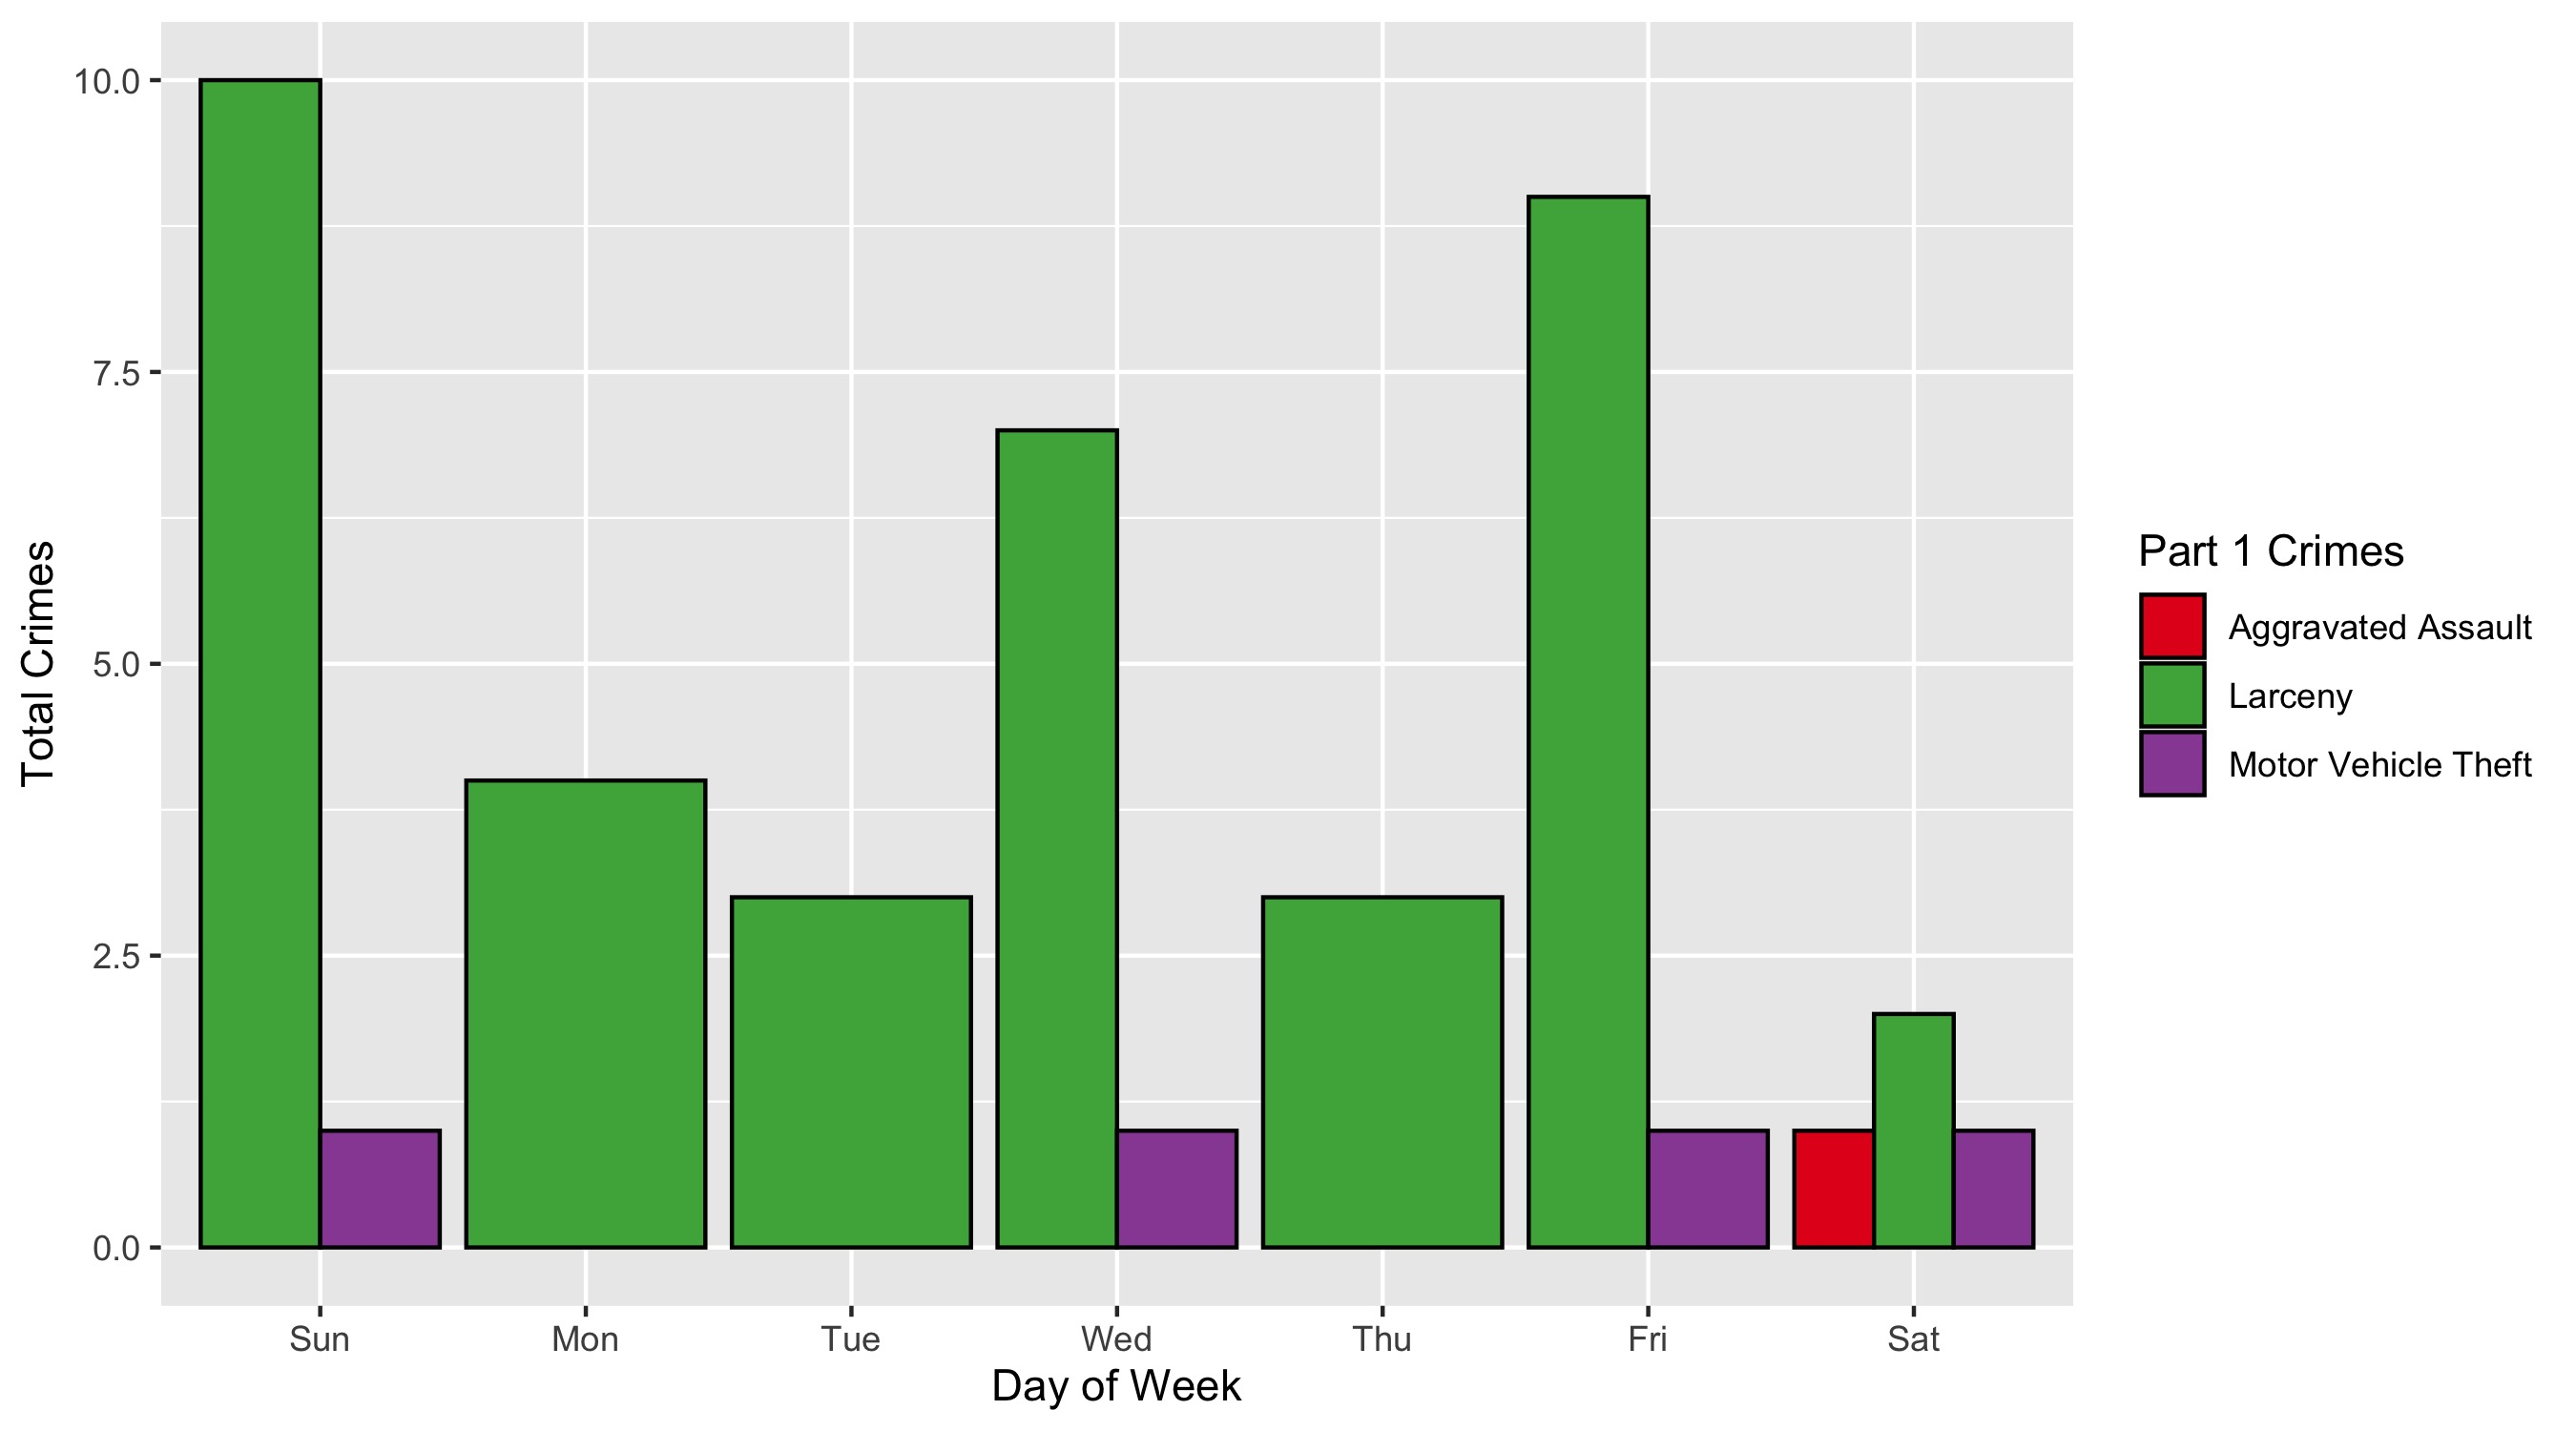 10.0
7.5
5.0
2.5
0.0
Total Crimes
Sun Mon Tue Wed Thu Fri Sat
Day of Week
Part 1 Crimes
Aggravated Assault
Larceny
Motor Vehicle Theft